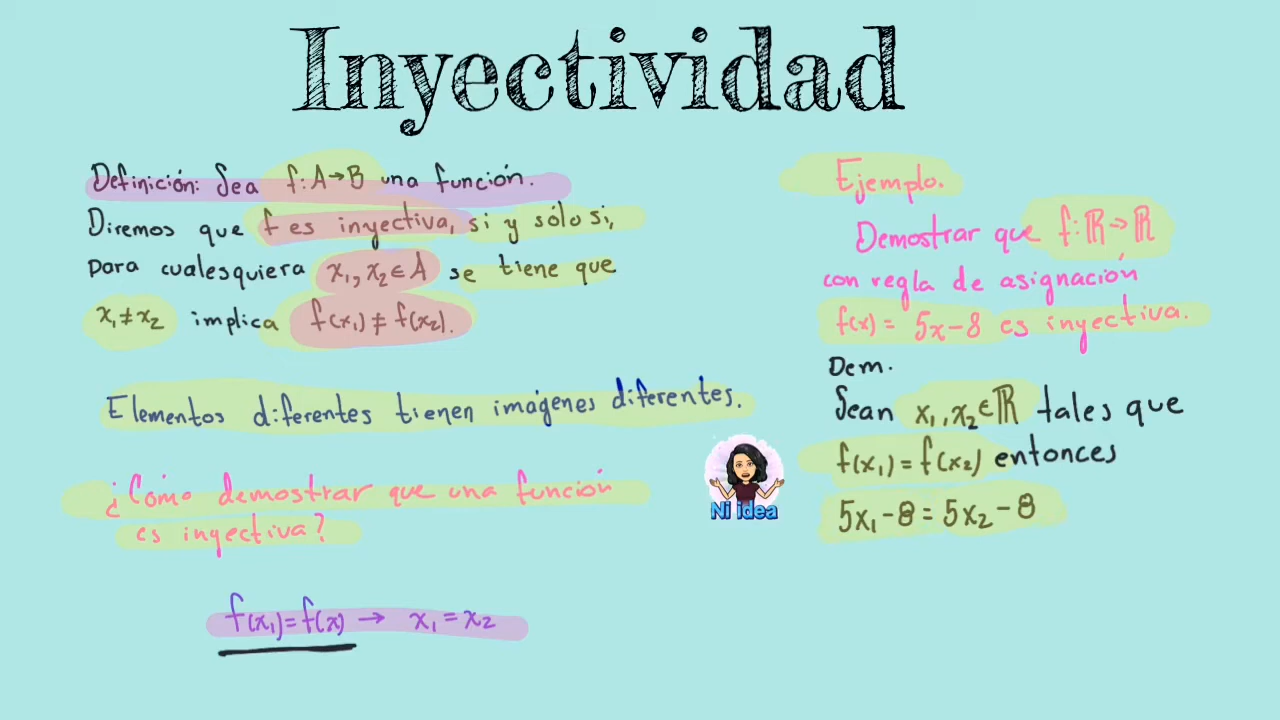 Inyectividad
Definición: Sea f: A→B una función.
Diremos que f es inyectiva, si y sólo si,
para cualesquiera x₁, x₂ ∈ A se tiene que
x₁ ≠ x₂ implica f(x₁) ≠ f(x₂).
Elementos diferentes tienen imágenes diferentes.
¿Cómo demostrar que una función
es inyectiva?
f(x₁) = f(x) → x₁ = x₂
Ni idea
Ejemplo.
Demostrar que f: ℝ→ℝ
con regla de asignación
f(x) = 5x - 8 es inyectiva.
Dem.
Sean x₁, x₂ ∈ ℝ tales que
f(x₁) = f(x₂) entonces
5x₁ - 8 = 5x₂ - 8